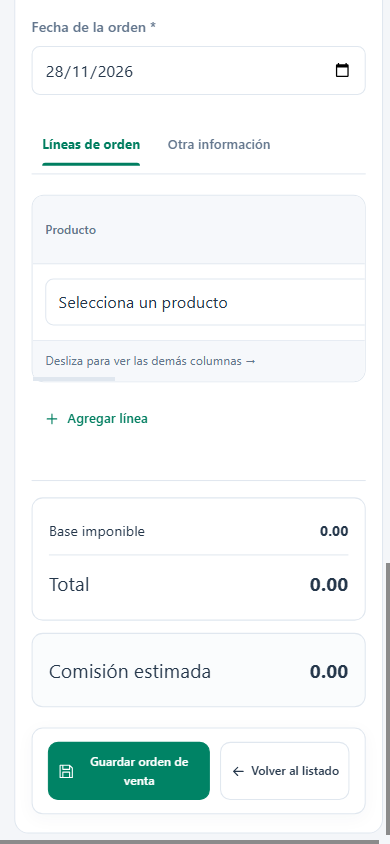 Fecha de la orden *
28/11/2026
Líneas de orden
Otra información
Producto
Selecciona un producto
Desliza para ver las demás columnas →
+ Agregar línea
Base imponible 0.00
Total 0.00
Comisión estimada 0.00
Guardar orden de
venta
← Volver al listado